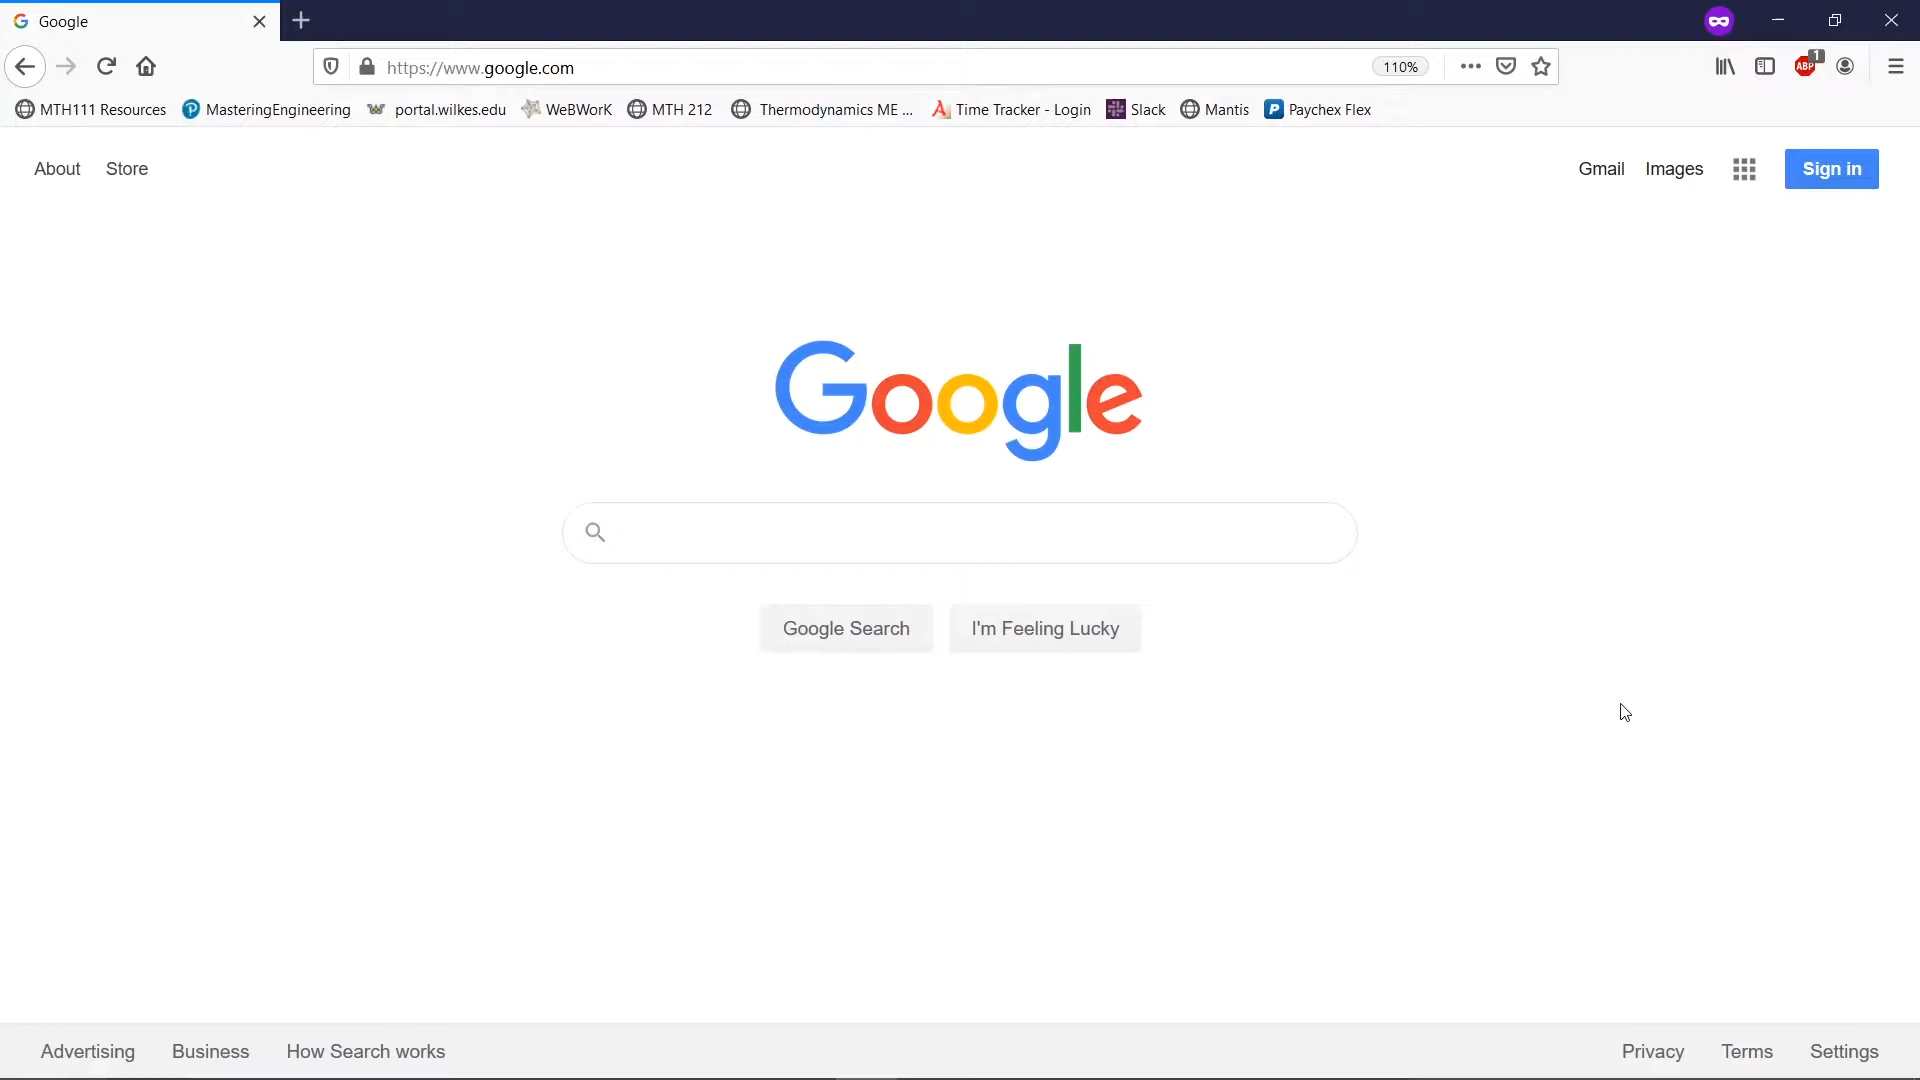 Google
https://www.google.com
110%
ABP
1
MTH111 Resources
MasteringEngineering
portal.wilkes.edu
WeBWorK
MTH 212
Thermodynamics ME ...
Time Tracker - Login
Slack
Mantis
Paychex Flex
About
Store
Gmail
Images
Sign in
Google
Google Search
I'm Feeling Lucky
Advertising
Business
How Search works
Privacy
Terms
Settings